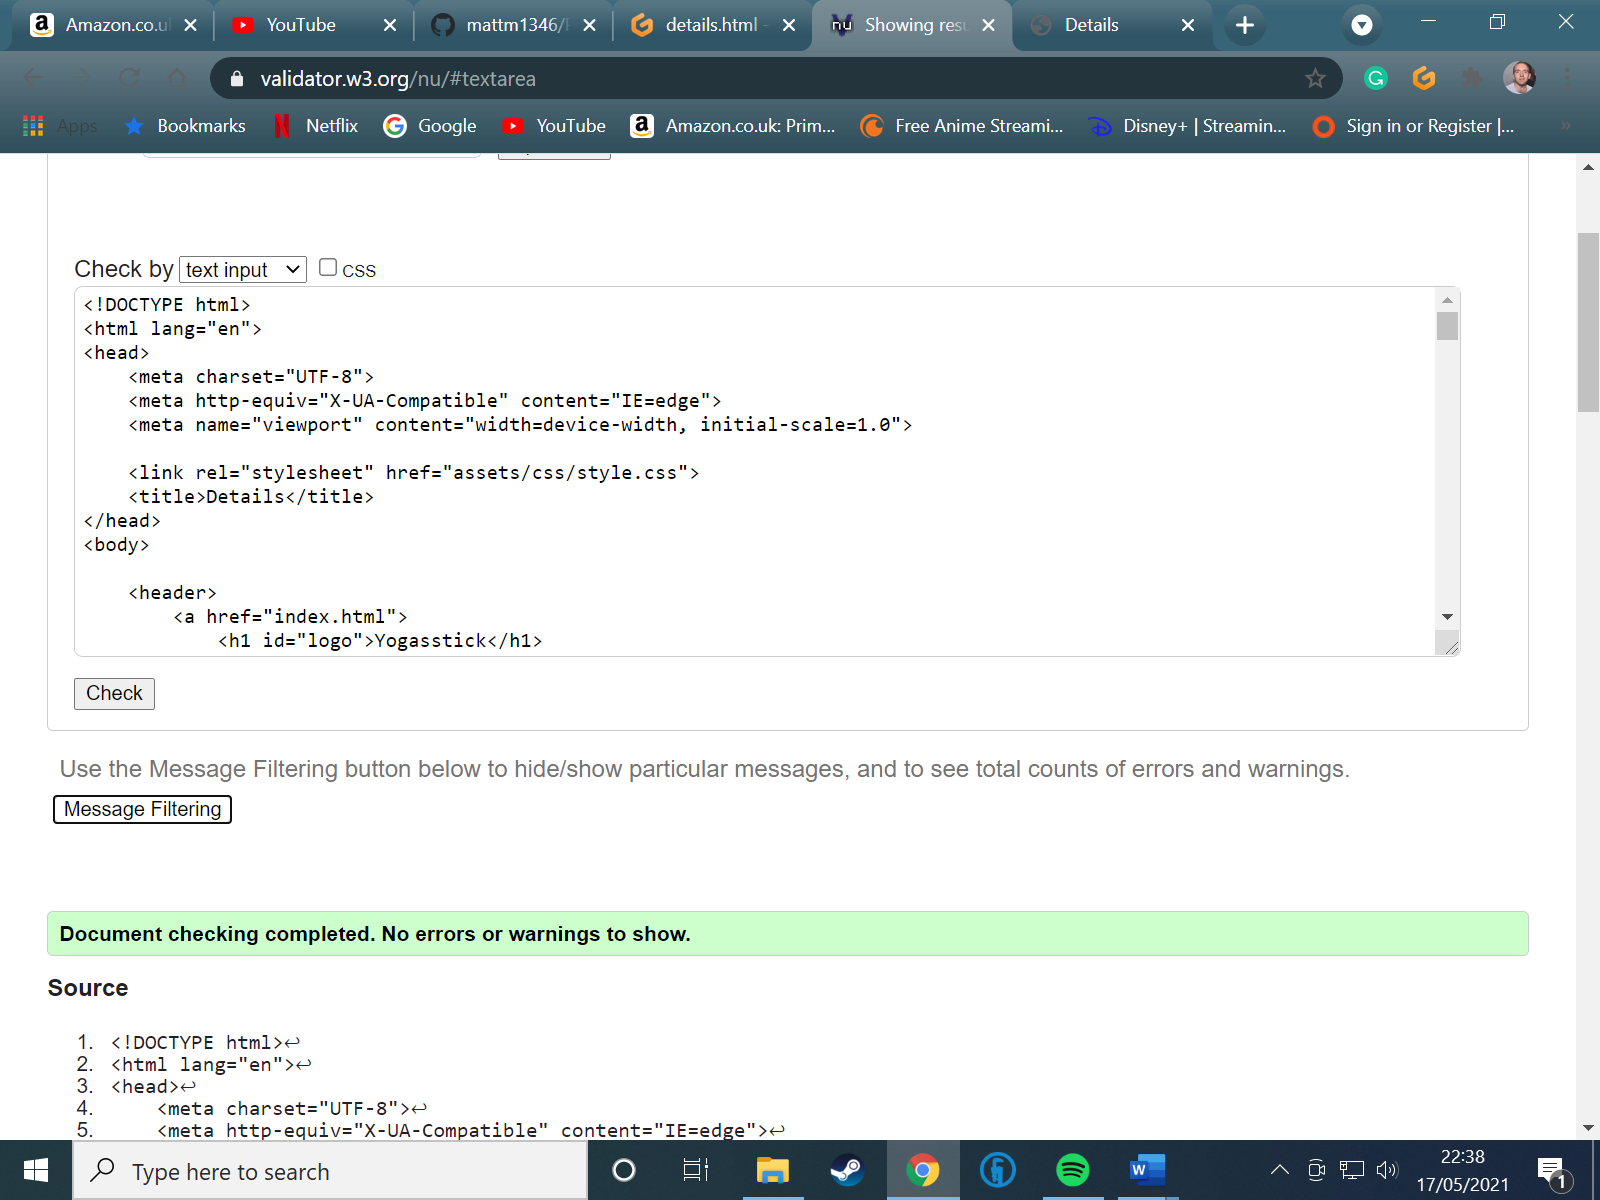 Amazon.co.u
YouTube
mattm1346/
details.html
Showing res
Details
validator.w3.org/nu/#textarea
Apps
Bookmarks
Netflix
Google
YouTube
Amazon.co.uk: Prim...
Free Anime Streami...
Disney+ | Streamin...
Sign in or Register |...
Check by text input CSS
<!DOCTYPE html>
<html lang="en">
<head>
<meta charset="UTF-8">
<meta http-equiv="X-UA-Compatible" content="IE=edge">
<meta name="viewport" content="width=device-width, initial-scale=1.0">
<link rel="stylesheet" href="assets/css/style.css">
<title>Details</title>
</head>
<body>
<header>
<a href="index.html">
<h1 id="logo">Yogasstick</h1>
Check
Use the Message Filtering button below to hide/show particular messages, and to see total counts of errors and warnings.
Message Filtering
Document checking completed. No errors or warnings to show.
Source
1. <!DOCTYPE html>↩
2. <html lang="en">↩
3. <head>↩
4. <meta charset="UTF-8">↩
5. <meta http-equiv="X-UA-Compatible" content="IE=edge">↩
Type here to search
22:38
17/05/2021
1